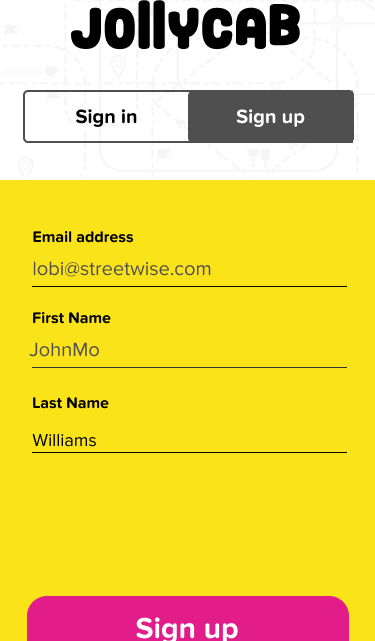 JOllYCAB
Sign in
Sign up
Email address
lobi@streetwise.com
First Name
JohnMo
Last Name
Williams
Sign up